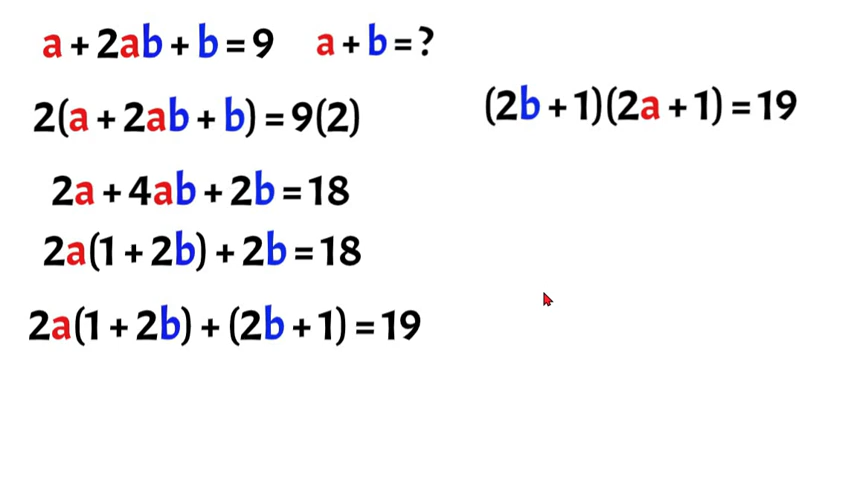 a + 2ab + b = 9 a + b = ?
2(a + 2ab + b) = 9(2)
2a + 4ab + 2b = 18
2a(1 + 2b) + 2b = 18
2a(1 + 2b) + (2b + 1) = 19
(2b + 1)(2a + 1) = 19